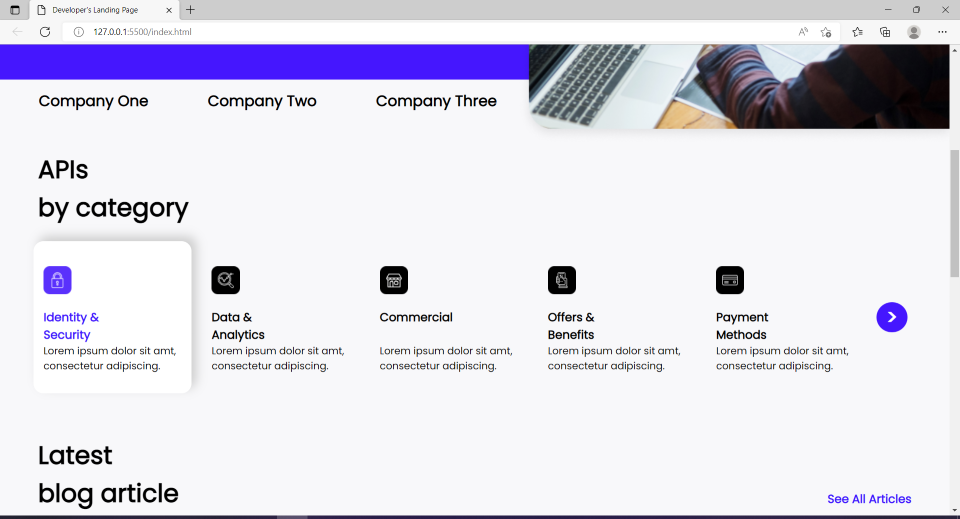 Developer's Landing Page
127.0.0.1:5500/index.html
Company One
Company Two
Company Three
APIs
by category
Identity &
Security
Lorem ipsum dolor sit amt,
consectetur adipiscing.
Data &
Analytics
Lorem ipsum dolor sit amt,
consectetur adipiscing.
Commercial
Lorem ipsum dolor sit amt,
consectetur adipiscing.
Offers &
Benefits
Lorem ipsum dolor sit amt,
consectetur adipiscing.
Payment
Methods
Lorem ipsum dolor sit amt,
consectetur adipiscing.
Latest
blog article
See All Articles